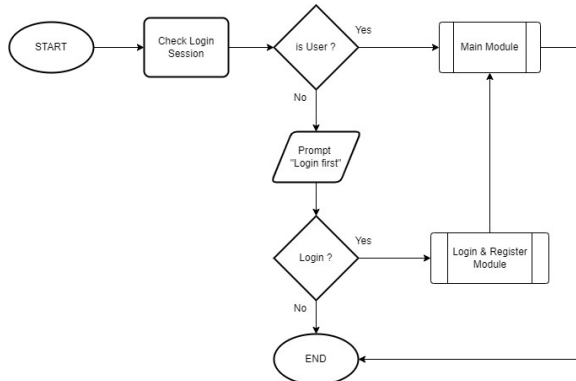 START
Check Login
Session
is User ?
Yes
Main Module
No
Prompt
"Login first"
Login ?
Yes
Login & Register
Module
No
END